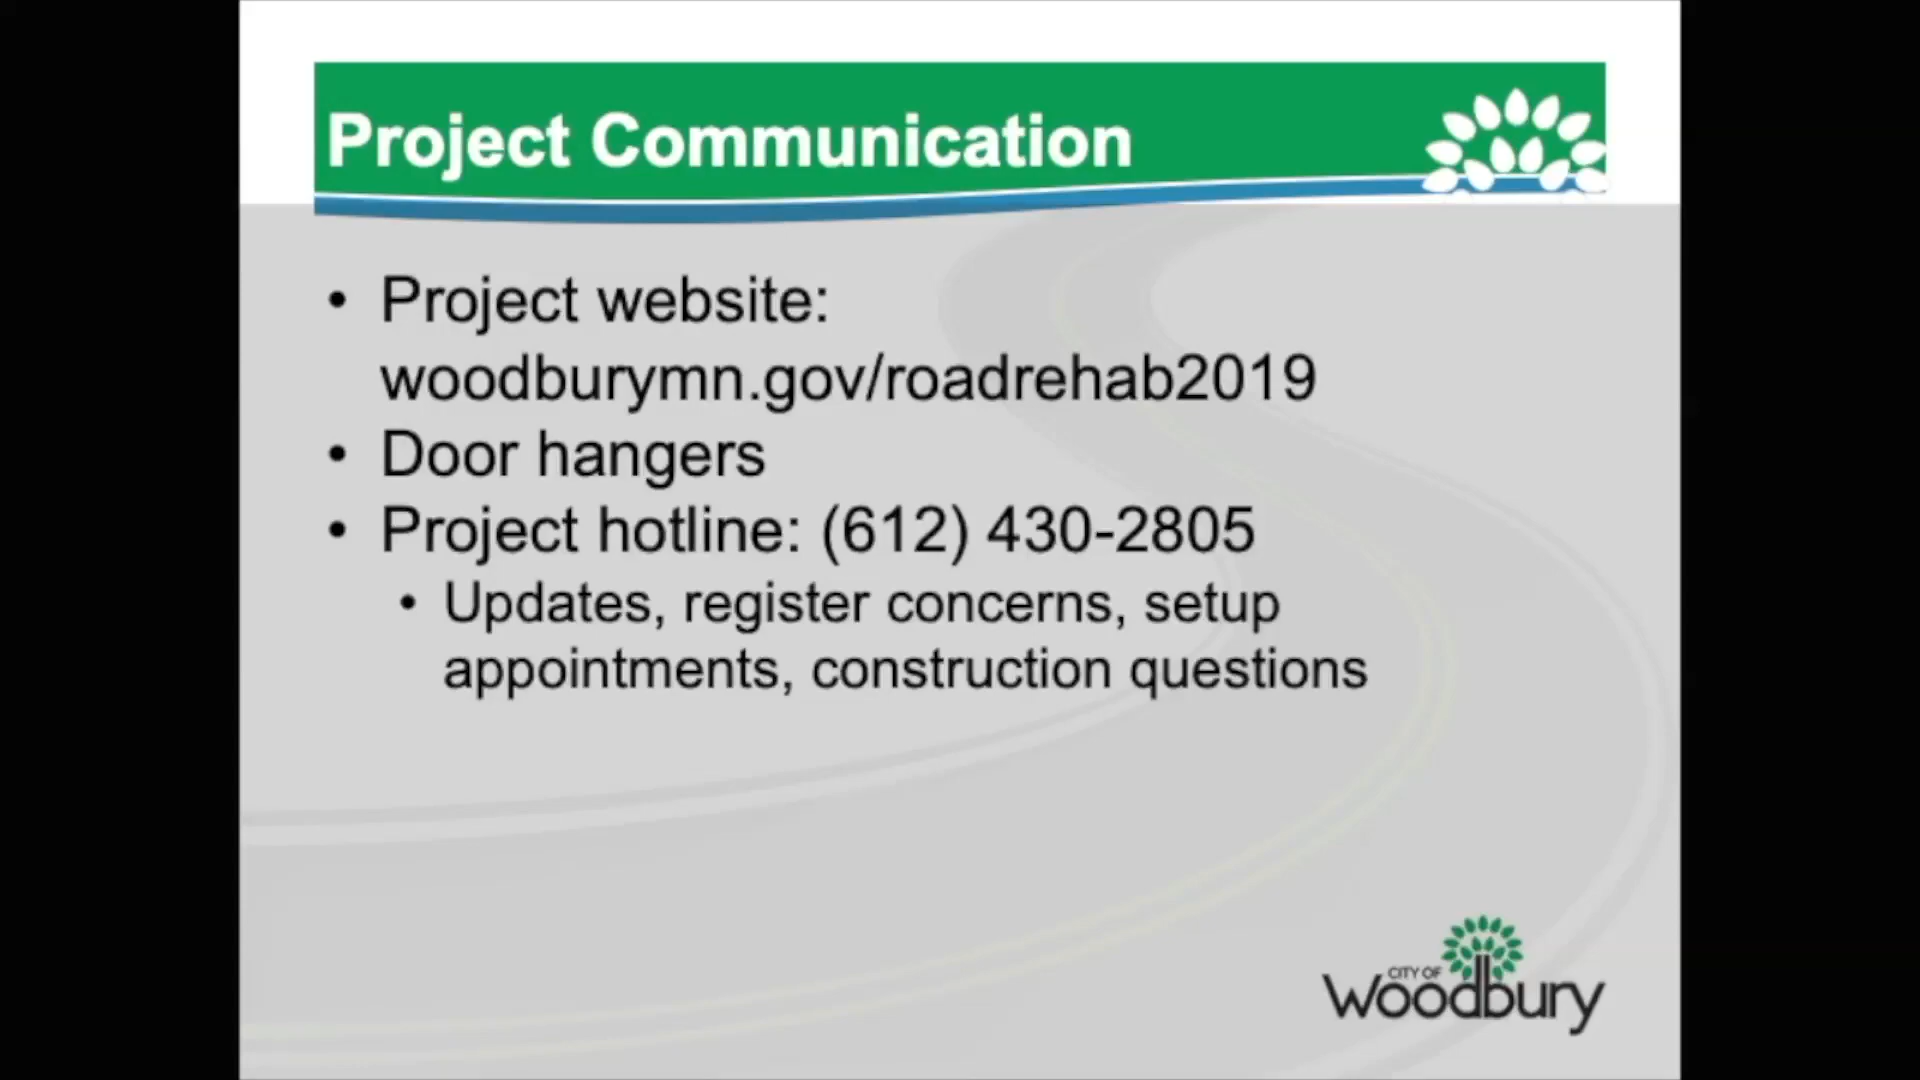 Project Communication
• Project website:
woodburymn.gov/roadrehab2019
• Door hangers
• Project hotline: (612) 430-2805
• Updates, register concerns, setup
appointments, construction questions
CITY OF
Woodbury